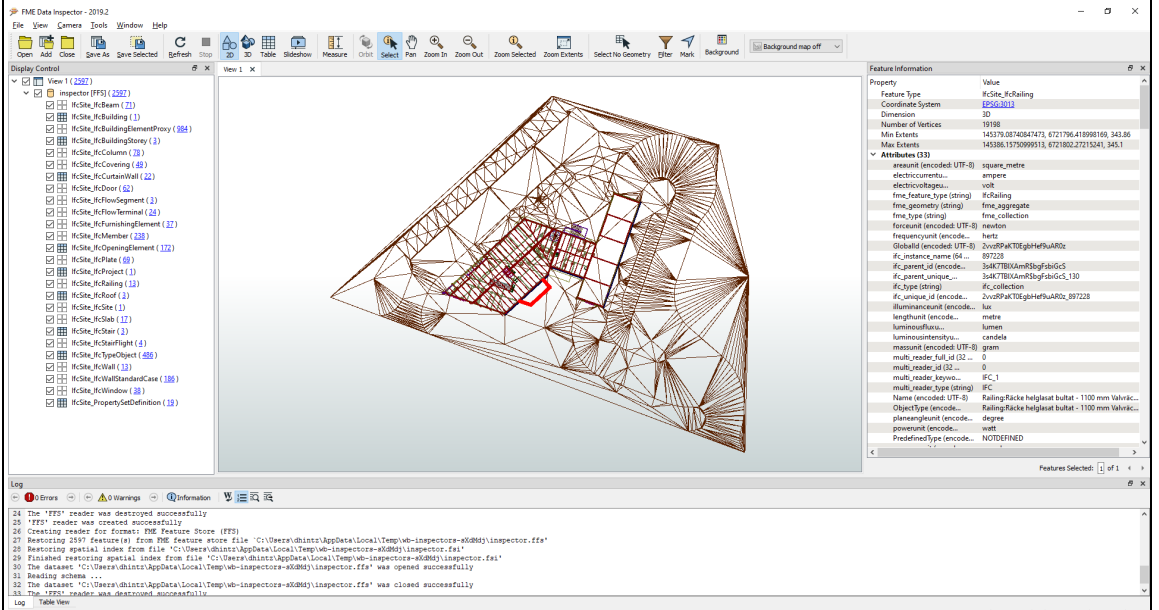 FME Data Inspector - 2019.2
File View Camera Tools Window Help
Open Add Close Save As Save Selected Refresh Stop 2D 3D Table Slideshow Measure Orbit Select Pan Zoom In Zoom Out Zoom Selected Zoom Extents Select No Geometry Filter Mark Background Background map off
Display Control
View 1 (2597)
inspector [FFS] (2597)
IfcSite_IfcBeam (71)
IfcSite_IfcBuilding (1)
IfcSite_IfcBuildingElementProxy (984)
IfcSite_IfcBuildingStorey (3)
IfcSite_IfcColumn (78)
IfcSite_IfcCovering (49)
IfcSite_IfcCurtainWall (22)
IfcSite_IfcDoor (62)
IfcSite_IfcFlowSegment (3)
IfcSite_IfcFlowTerminal (24)
IfcSite_IfcFurnishingElement (37)
IfcSite_IfcMember (238)
IfcSite_IfcOpeningElement (172)
IfcSite_IfcPlate (69)
IfcSite_IfcProject (1)
IfcSite_IfcRailing (13)
IfcSite_IfcRoof (3)
IfcSite_IfcSite (1)
IfcSite_IfcSlab (17)
IfcSite_IfcStair (3)
IfcSite_IfcStairFlight (4)
IfcSite_IfcTypeObject (486)
IfcSite_IfcWall (13)
IfcSite_IfcWallStandardCase (186)
IfcSite_IfcWindow (38)
IfcSite_PropertySetDefinition (19)
View 1
Feature Information
Property Value
Feature Type IfcSite_IfcRailing
Coordinate System EPSG:3013
Dimension 3D
Number of Vertices 19198
Min Extents 145379.08740847473, 6721796.418998169, 343.86
Max Extents 145386.15750999513, 6721802.27215241, 345.1
Attributes (33)
areaunit (encoded: UTF-8) square_metre
electriccurrentu... ampere
electricvoltageu... volt
fme_feature_type (string) IfcRailing
fme_geometry (string) fme_aggregate
fme_type (string) fme_collection
forceunit (encoded: UTF-8) newton
frequencyunit (encode... hertz
GlobalId (encoded: UTF-8) 2vvzRPaKT0EgbHef9uAR0z
ifc_instance_name (64 ... 897228
ifc_parent_id (encode... 3s4K7TBIXAmR$bgFsbiGcS
ifc_parent_unique_... 3s4K7TBIXAmR$bgFsbiGcS_130
ifc_type (string) ifc_collection
ifc_unique_id (encode... 2vvzRPaKT0EgbHef9uAR0z_897228
illuminanceunit (encode... lux
lengthunit (encode... metre
luminousfluxu... lumen
luminousintensityu... candela
massunit (encoded: UTF-8) gram
multi_reader_full_id (32 ... 0
multi_reader_id (32 ... 0
multi_reader_keywo... IFC_1
multi_reader_type (string) IFC
Name (encoded: UTF-8) Railing:Räcke helglasat bultat - 1100 mm Valvräc...
ObjectType (encode... Railing:Räcke helglasat bultat - 1100 mm Valvräc...
planeangleunit (encode... degree
powerunit (encode... watt
PredefinedType (encode... NOTDEFINED
Features Selected: 1 of 1
Log
0 Errors 0 Warnings Information
24 The 'FFS' reader was destroyed successfully
25 'FFS' reader was created successfully
26 Creating reader for format: FME Feature Store (FFS)
27 Restoring 2597 feature(s) from FME feature store file 'C:\Users\dhintz\AppData\Local\Temp\wb-inspectors-sXdMdj\inspector.ffs'
28 Restoring spatial index from file 'C:\Users\dhintz\AppData\Local\Temp\wb-inspectors-sXdMdj\inspector.fsi'
29 Finished restoring spatial index from file 'C:\Users\dhintz\AppData\Local\Temp\wb-inspectors-sXdMdj\inspector.fsi'
30 The dataset 'C:\Users\dhintz\AppData\Local\Temp\wb-inspectors-sXdMdj\inspector.ffs' was opened successfully
31 Reading schema ...
32 The dataset 'C:\Users\dhintz\AppData\Local\Temp\wb-inspectors-sXdMdj\inspector.ffs' was closed successfully
33 The 'FFS' reader was destroyed successfully
Log Table View